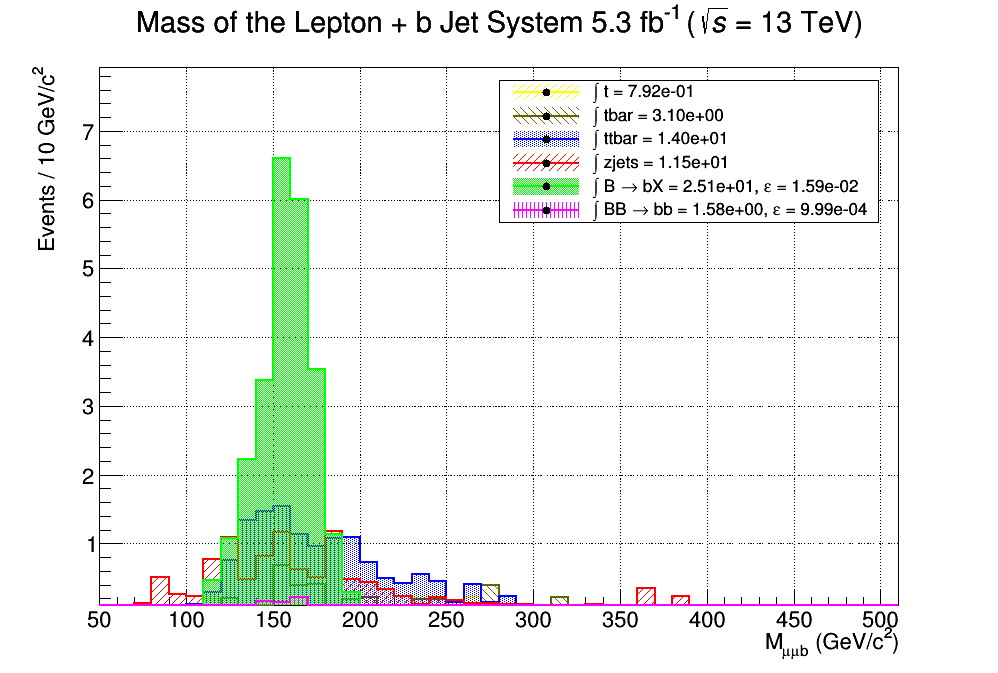 Mass of the Lepton + b Jet System 5.3 fb⁻¹ (√s = 13 TeV)
Events / 10 GeV/c²
∫ t = 7.92e-01
∫ tbar = 3.10e+00
∫ ttbar = 1.40e+01
∫ zjets = 1.15e+01
∫ B → bX = 2.51e+01, ε = 1.59e-02
∫ BB → bb = 1.58e+00, ε = 9.99e-04
7
6
5
4
3
2
1
50 100 150 200 250 300 350 400 450 500
M_μμb (GeV/c²)